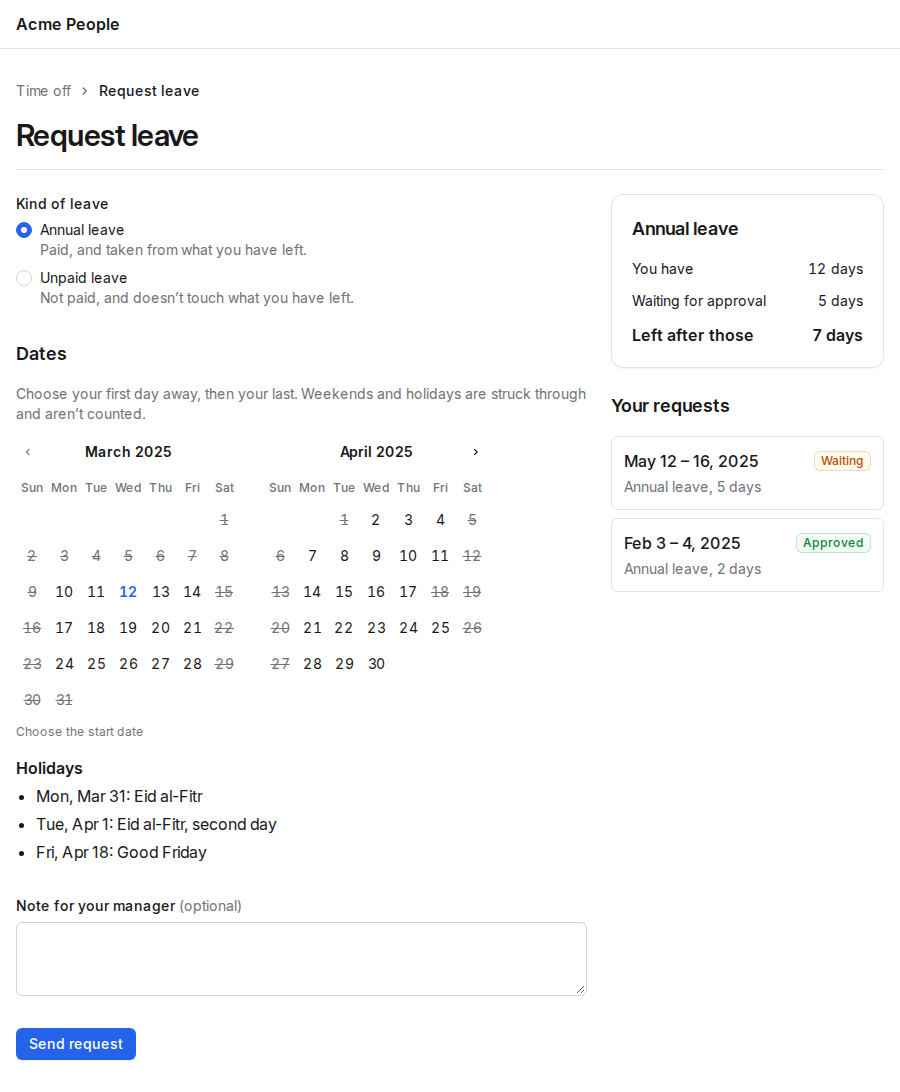 Acme People
Time off › Request leave
Request leave
Kind of leave
Annual leave
Paid, and taken from what you have left.
Unpaid leave
Not paid, and doesn’t touch what you have left.
Dates
Choose your first day away, then your last. Weekends and holidays are struck through
and aren’t counted.
‹ March 2025
Sun Mon Tue Wed Thu Fri Sat
1
2 3 4 5 6 7 8
9 10 11 12 13 14 15
16 17 18 19 20 21 22
23 24 25 26 27 28 29
30 31
April 2025 ›
Sun Mon Tue Wed Thu Fri Sat
1 2 3 4 5
6 7 8 9 10 11 12
13 14 15 16 17 18 19
20 21 22 23 24 25 26
27 28 29 30
Choose the start date
Holidays
• Mon, Mar 31: Eid al-Fitr
• Tue, Apr 1: Eid al-Fitr, second day
• Fri, Apr 18: Good Friday
Note for your manager (optional)
Send request
Annual leave
You have 12 days
Waiting for approval 5 days
Left after those 7 days
Your requests
May 12 – 16, 2025 Waiting
Annual leave, 5 days
Feb 3 – 4, 2025 Approved
Annual leave, 2 days